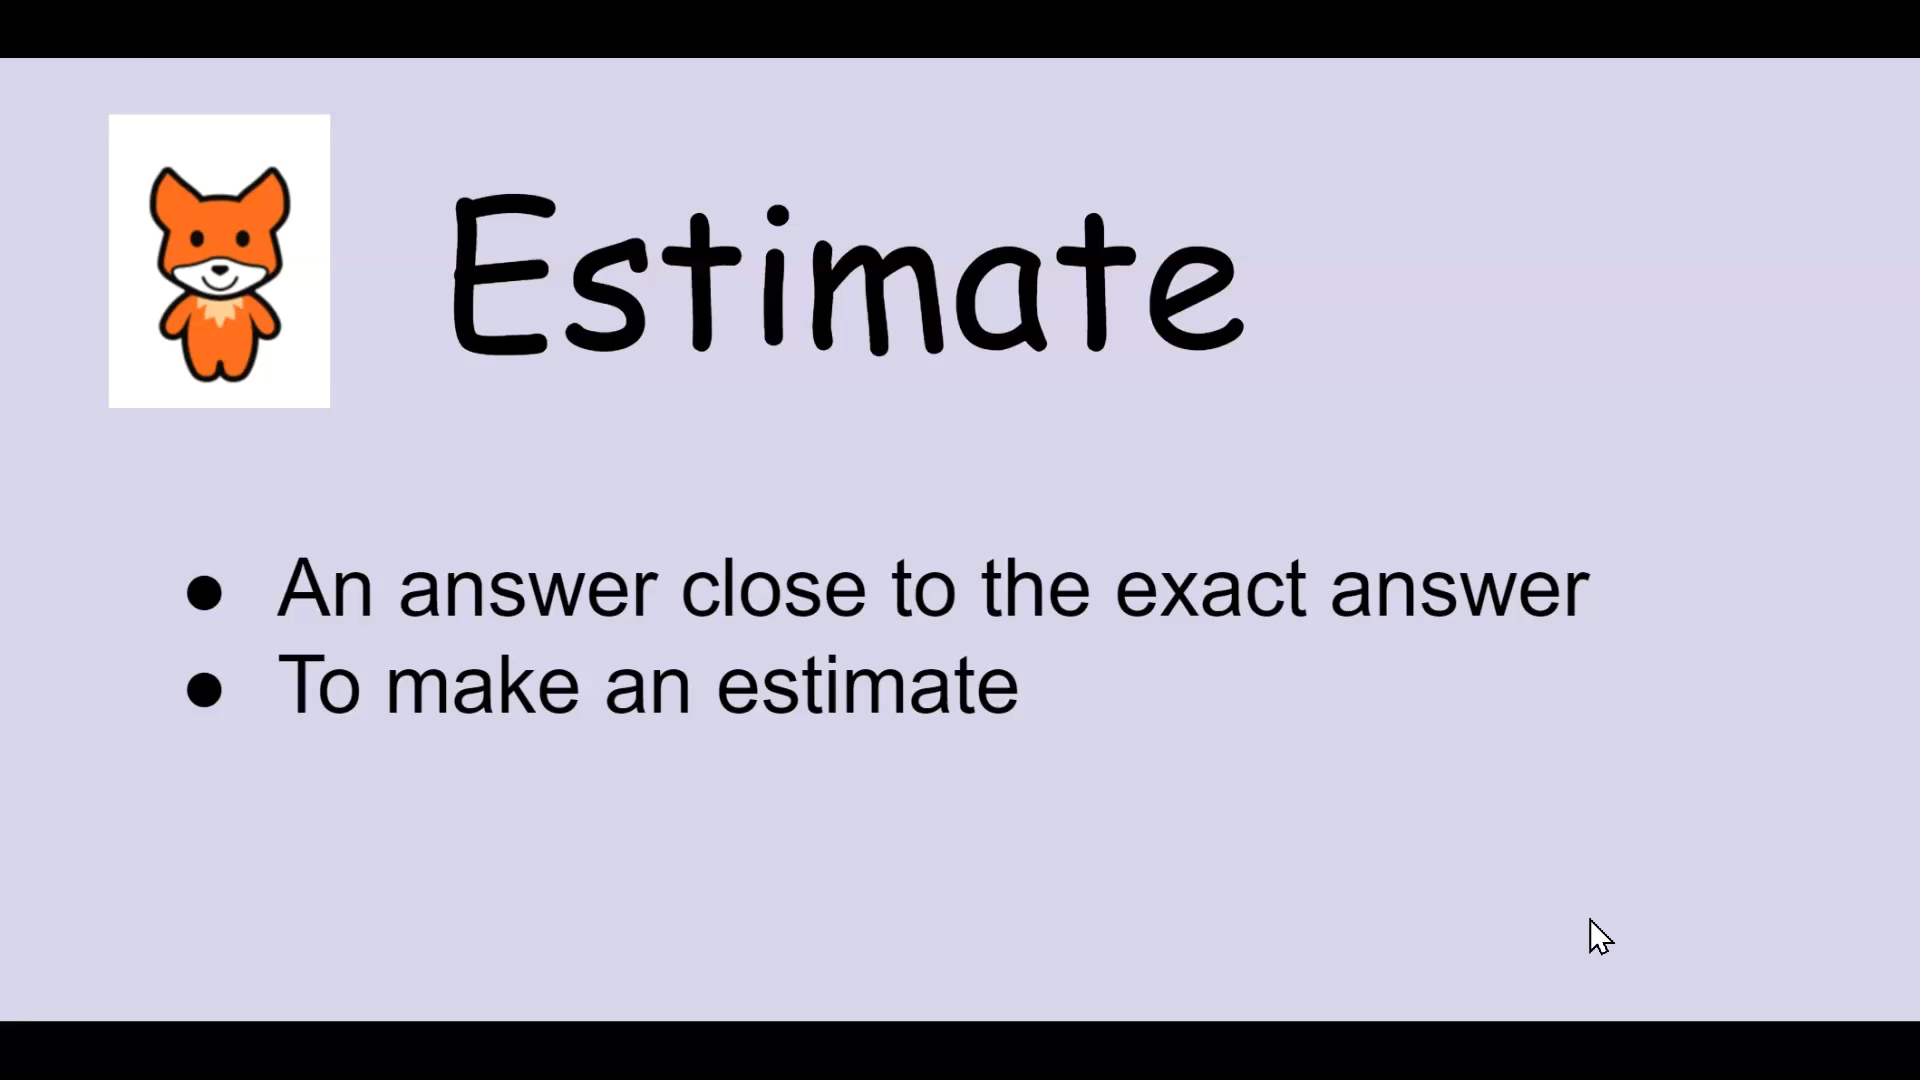 Estimate
● An answer close to the exact answer
● To make an estimate